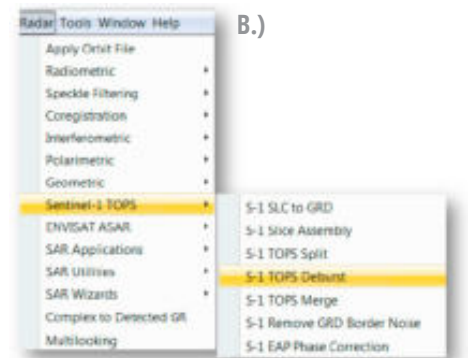 Radar Tools Window Help
B.)
Apply Orbit File
Radiometric
Speckle Filtering
Coregistration
Interferometric
Polarimetric
Geometric
Sentinel-1 TOPS
ENVISAT ASAR
SAR Applications
SAR Utilities
SAR Wizards
Complex to Detected GR
Multilooking
S-1 SLC to GRD
S-1 Slice Assembly
S-1 TOPS Split
S-1 TOPS Deburst
S-1 TOPS Merge
S-1 Remove GRD Border Noise
S-1 EAP Phase Correction